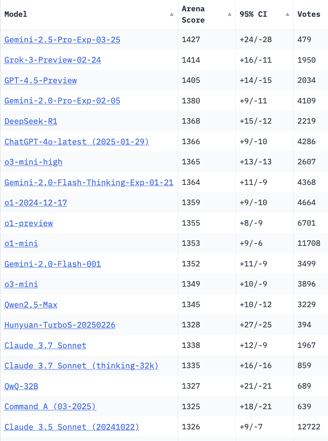 Model Arena Score 95% CI Votes
Gemini-2.5-Pro-Exp-03-25 1427 +24/-28 479
Grok-3-Preview-02-24 1414 +16/-11 1950
GPT-4.5-Preview 1405 +14/-15 2034
Gemini-2.0-Pro-Exp-02-05 1380 +9/-11 4109
DeepSeek-R1 1368 +15/-12 2219
ChatGPT-4o-latest (2025-01-29) 1366 +9/-10 4286
o3-mini-high 1365 +13/-13 2607
Gemini-2.0-Flash-Thinking-Exp-01-21 1364 +11/-9 4368
o1-2024-12-17 1359 +9/-10 4664
o1-preview 1355 +8/-9 6701
o1-mini 1353 +9/-6 11708
Gemini-2.0-Flash-001 1352 +11/-9 3499
o3-mini 1349 +10/-9 3896
Qwen2.5-Max 1345 +10/-12 3229
Hunyuan-TurboS-20250226 1328 +27/-25 394
Claude 3.7 Sonnet 1338 +12/-9 1967
Claude 3.7 Sonnet (thinking-32k) 1335 +16/-16 859
QwQ-32B 1327 +21/-21 689
Command A (03-2025) 1325 +18/-21 639
Claude 3.5 Sonnet (20241022) 1326 +9/-7 12722